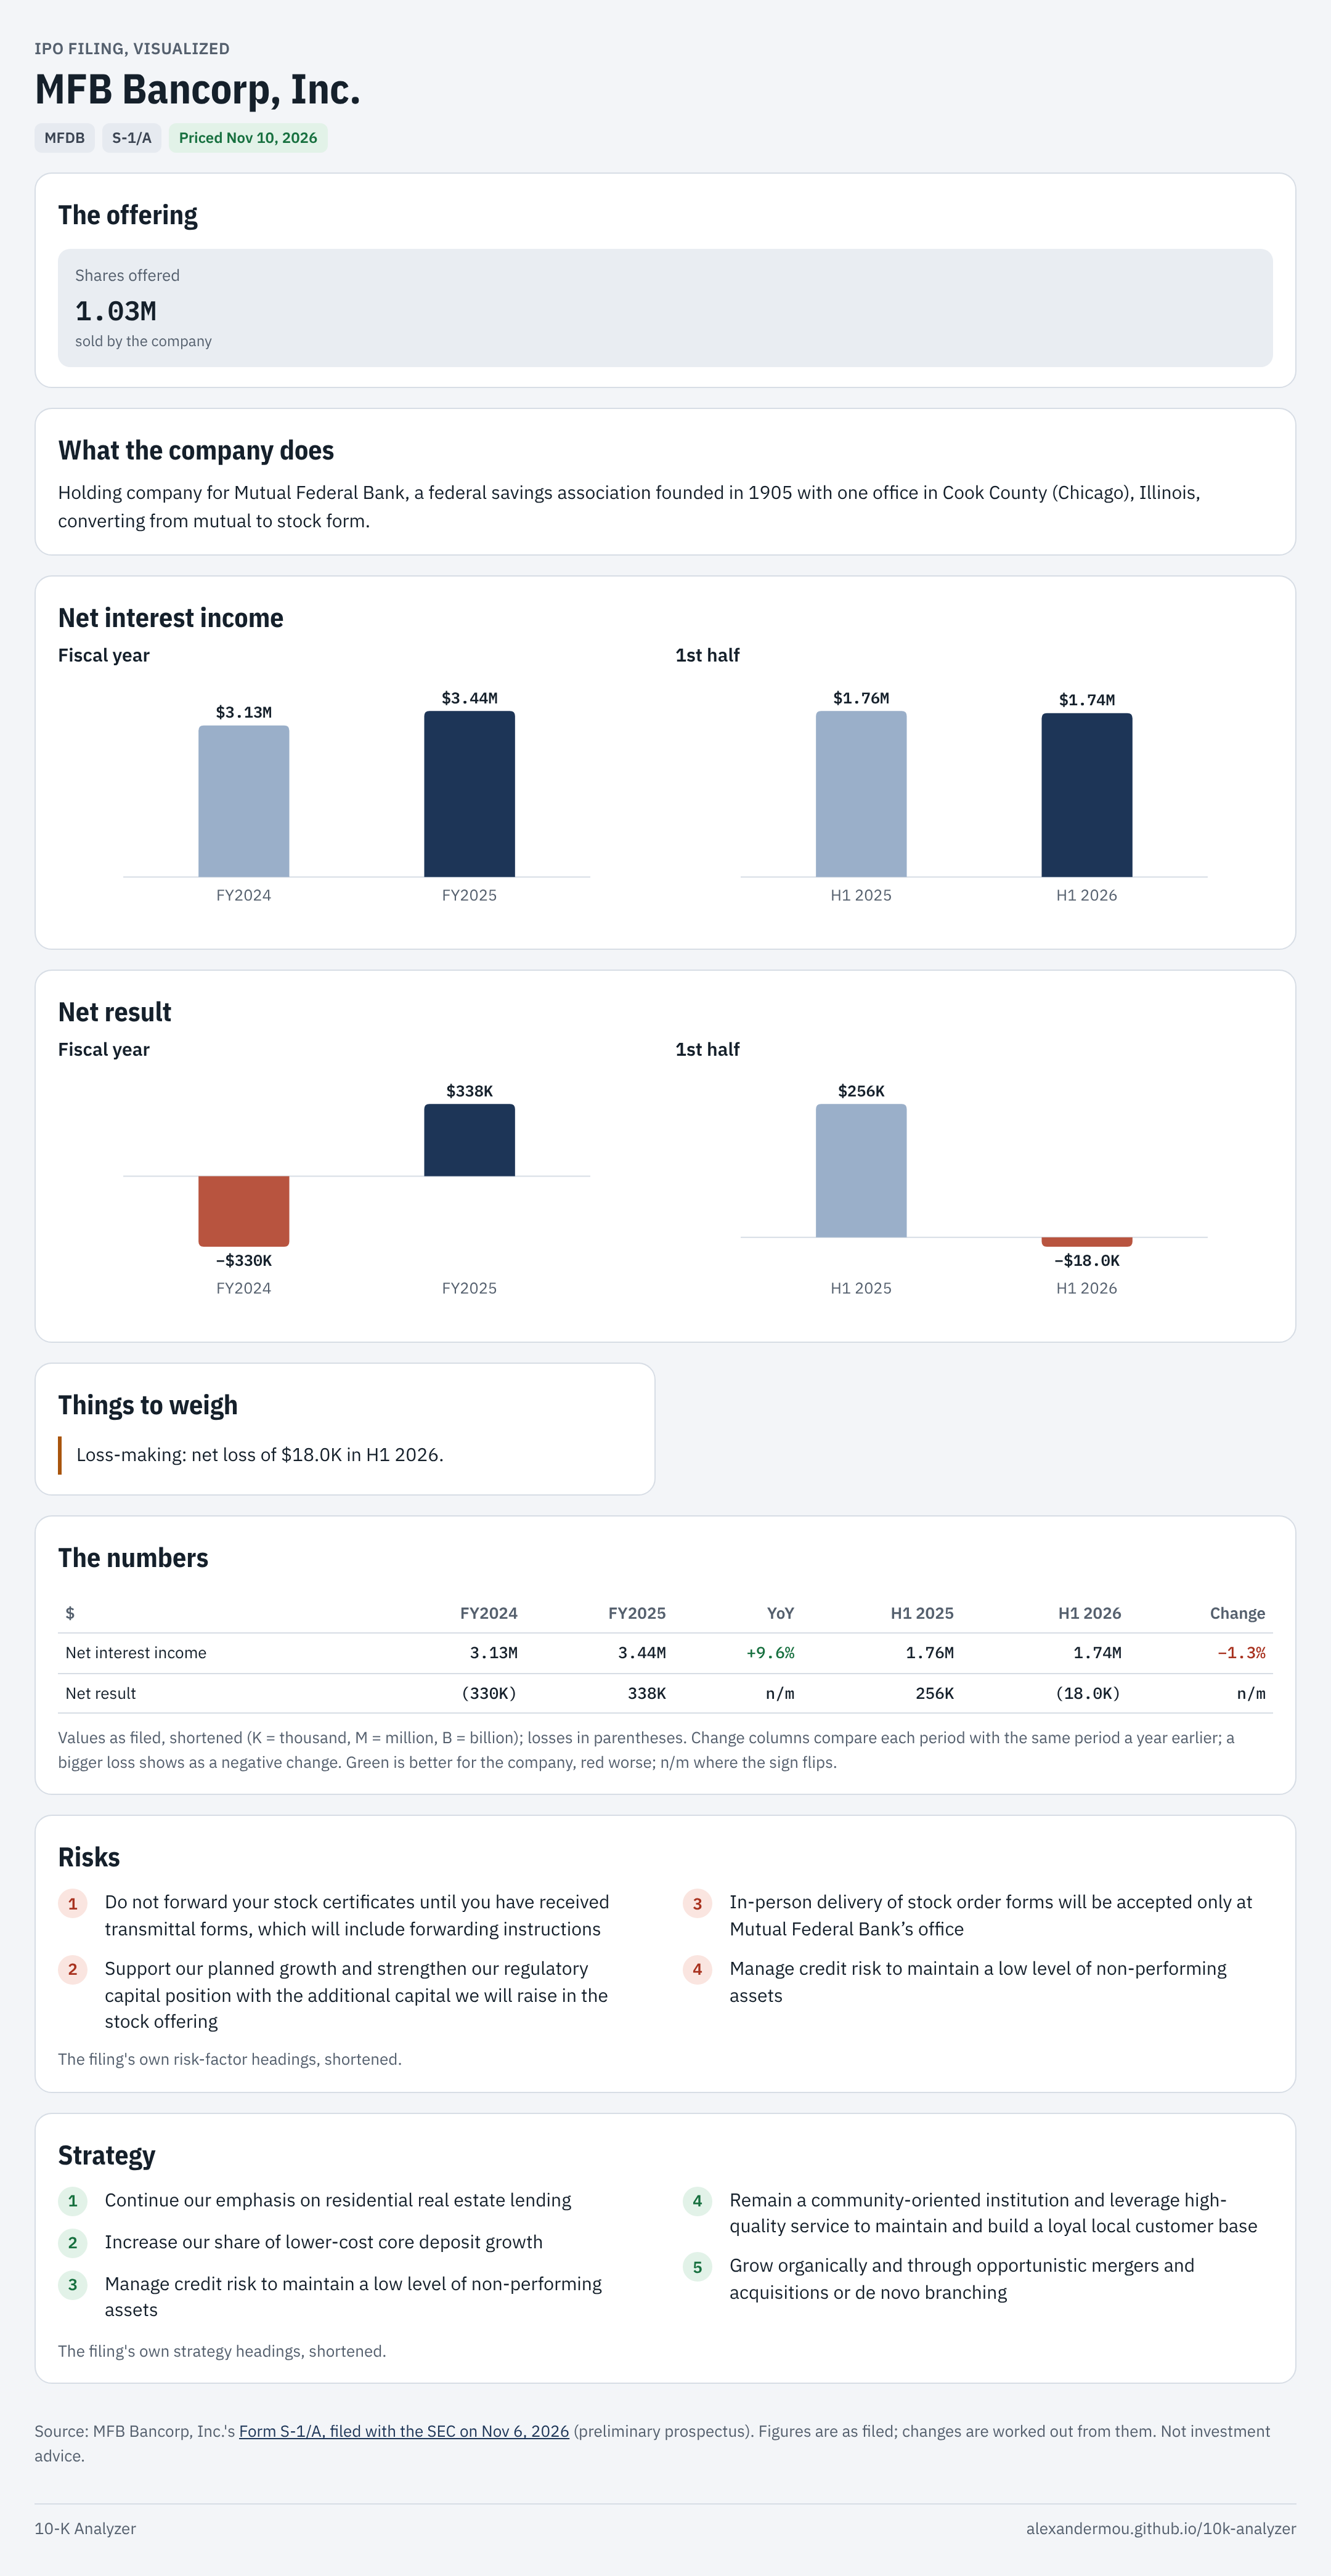 IPO FILING, VISUALIZED
MFB Bancorp, Inc.
MFDB S-1/A Priced Nov 10, 2026
The offering
Shares offered
1.03M
sold by the company
What the company does
Holding company for Mutual Federal Bank, a federal savings association founded in 1905 with one office in Cook County (Chicago), Illinois,
converting from mutual to stock form.
Net interest income
Fiscal year
$3.13M
$3.44M
FY2024
FY2025
1st half
$1.76M
$1.74M
H1 2025
H1 2026
Net result
Fiscal year
$338K
−$330K
FY2024
FY2025
1st half
$256K
−$18.0K
H1 2025
H1 2026
Things to weigh
Loss-making: net loss of $18.0K in H1 2026.
The numbers
$ FY2024 FY2025 YoY H1 2025 H1 2026 Change
Net interest income 3.13M 3.44M +9.6% 1.76M 1.74M −1.3%
Net result (330K) 338K n/m 256K (18.0K) n/m
Values as filed, shortened (K = thousand, M = million, B = billion); losses in parentheses. Change columns compare each period with the same period a year earlier; a
bigger loss shows as a negative change. Green is better for the company, red worse; n/m where the sign flips.
Risks
1 Do not forward your stock certificates until you have received
transmittal forms, which will include forwarding instructions
2 Support our planned growth and strengthen our regulatory
capital position with the additional capital we will raise in the
stock offering
3 In-person delivery of stock order forms will be accepted only at
Mutual Federal Bank’s office
4 Manage credit risk to maintain a low level of non-performing
assets
The filing's own risk-factor headings, shortened.
Strategy
1 Continue our emphasis on residential real estate lending
2 Increase our share of lower-cost core deposit growth
3 Manage credit risk to maintain a low level of non-performing
assets
4 Remain a community-oriented institution and leverage high-
quality service to maintain and build a loyal local customer base
5 Grow organically and through opportunistic mergers and
acquisitions or de novo branching
The filing's own strategy headings, shortened.
Source: MFB Bancorp, Inc.'s Form S-1/A, filed with the SEC on Nov 6, 2026 (preliminary prospectus). Figures are as filed; changes are worked out from them. Not investment
advice.
10-K Analyzer
alexandermou.github.io/10k-analyzer